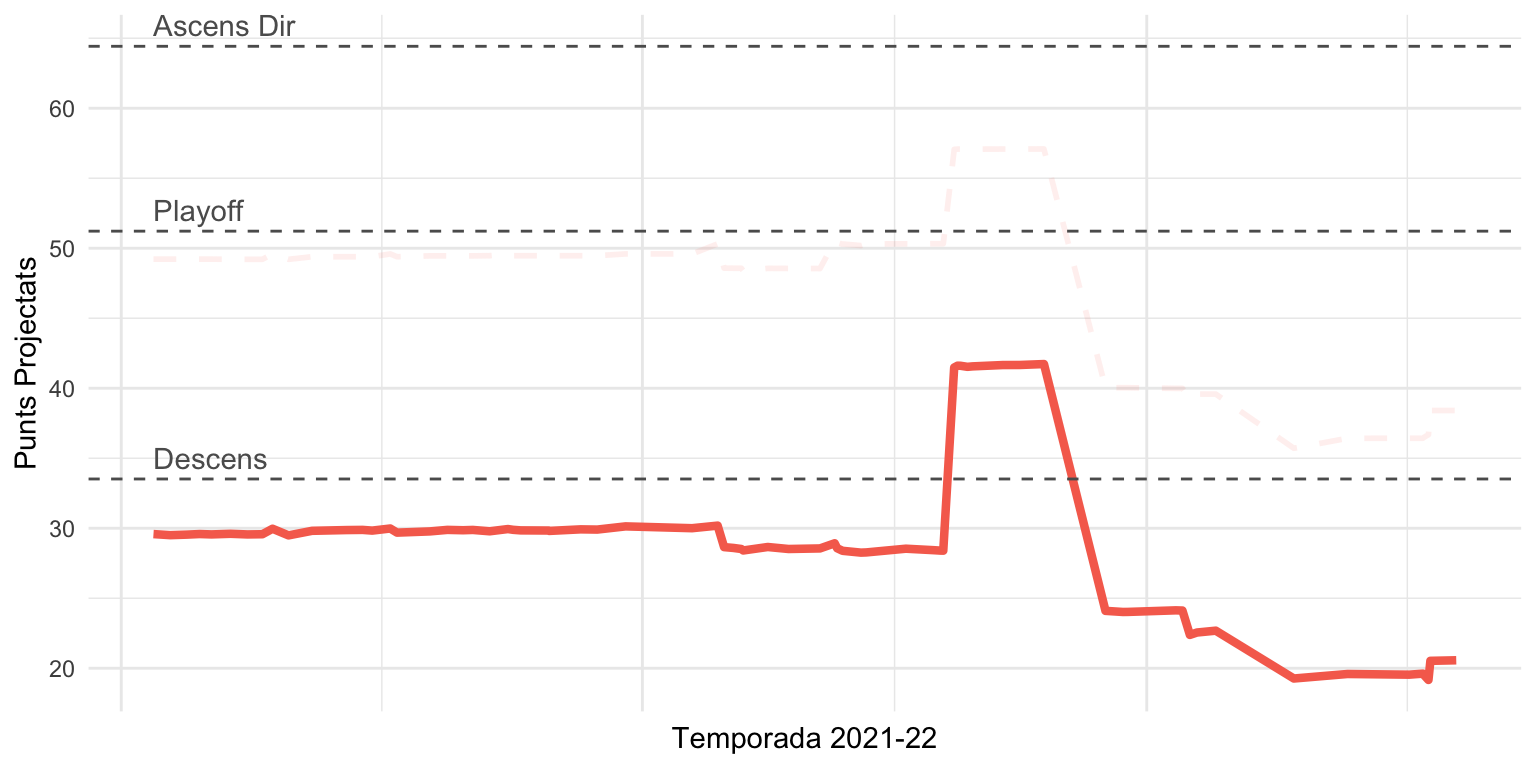 Ascens Dir
60
Playoff
50
Punts Projectats
40
Descens
30
20
Temporada 2021-22